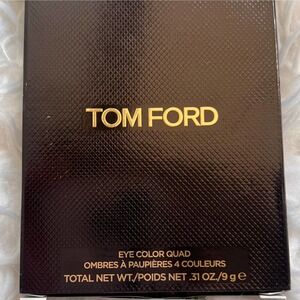 TOM FORD
EYE COLOR QUAD
OMBRES À PAUPIÈRES 4 COULEURS
TOTAL NET WT./POIDS NET .31 OZ./9 g ℮